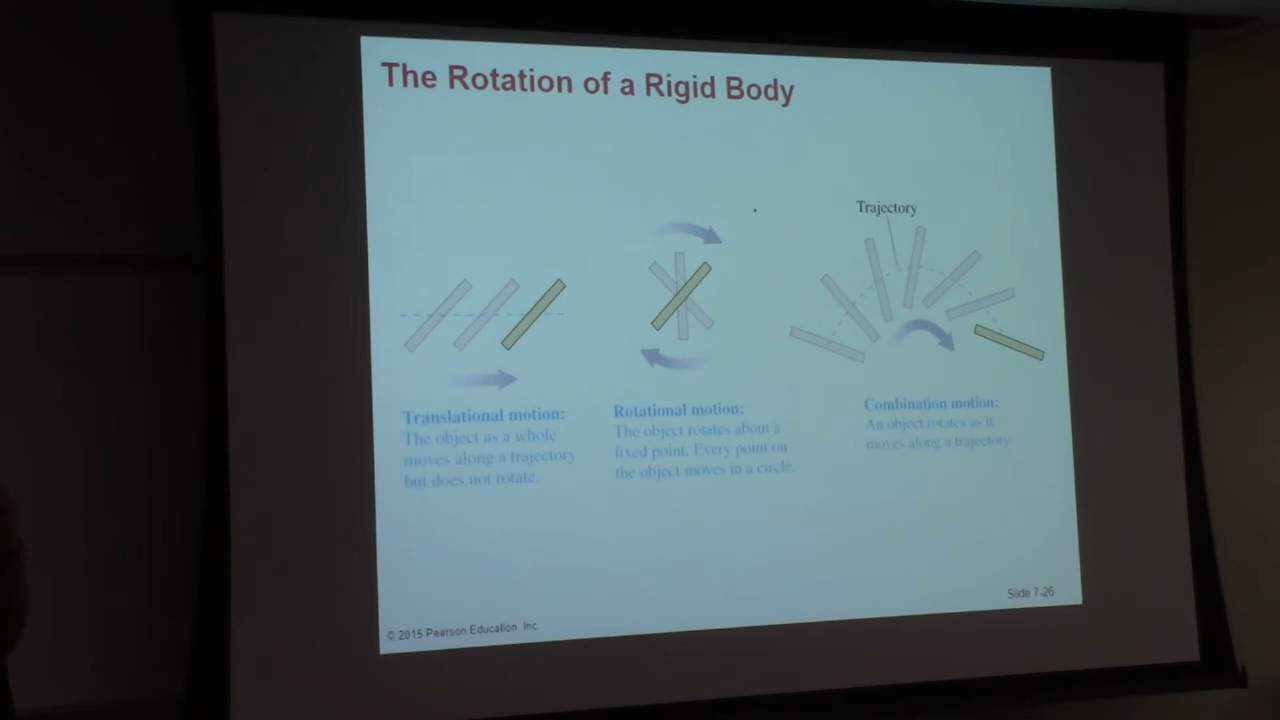 The Rotation of a Rigid Body
Trajectory
Translational motion:
The object as a whole
moves along a trajectory
but does not rotate.
Rotational motion:
The object rotates about a
fixed point. Every point on
the object moves in a circle.
Combination motion:
An object rotates as it
moves along a trajectory.
© 2015 Pearson Education, Inc.
Slide 7-26